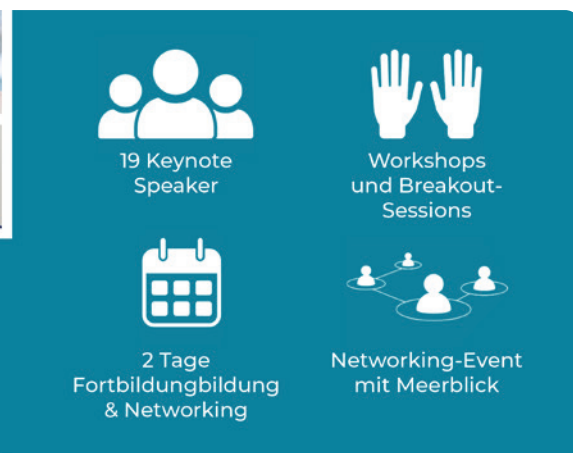 19 Keynote
Speaker
Workshops
und Breakout-
Sessions
2 Tage
Fortbildungbildung
& Networking
Networking-Event
mit Meerblick